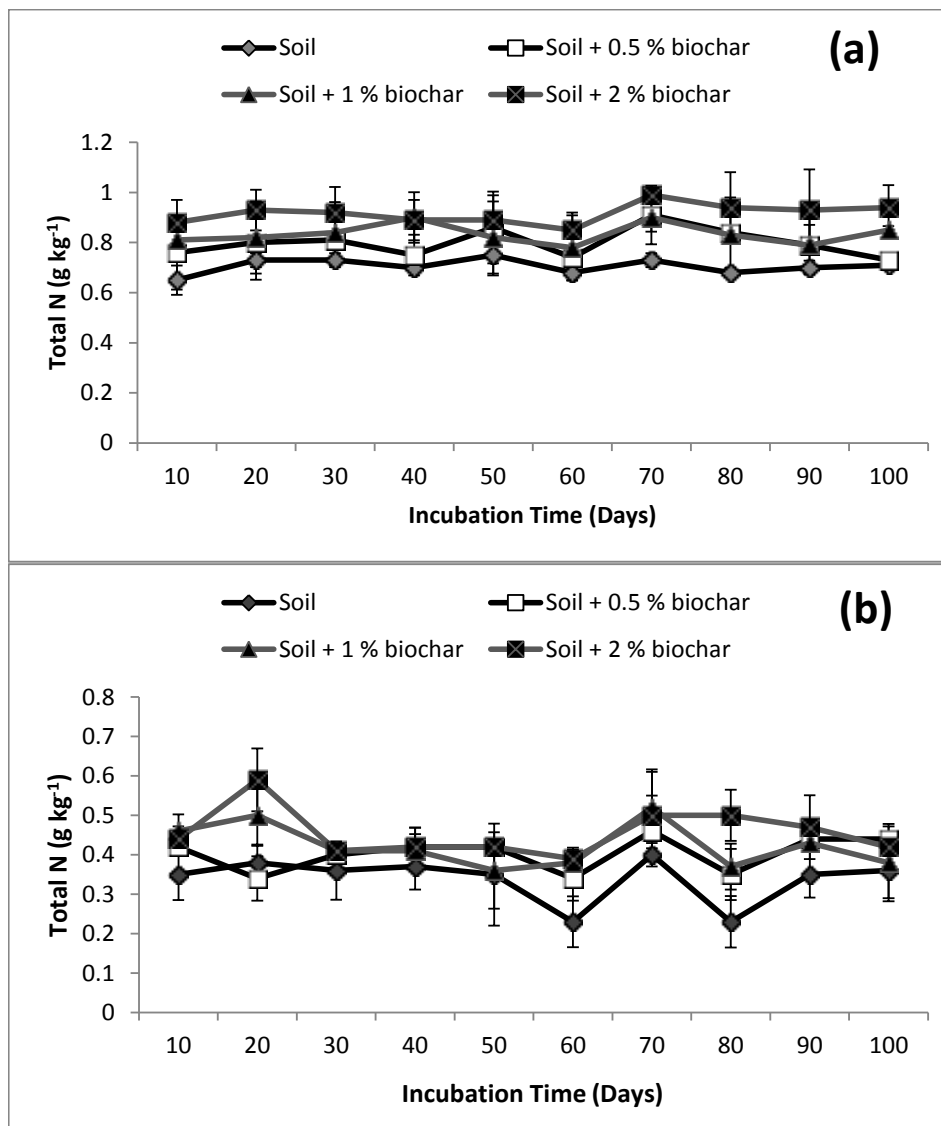 (a)
Soil
Soil + 0.5 % biochar
Soil + 1 % biochar
Soil + 2 % biochar
Total N (g kg⁻¹)
1.2
1
0.8
0.6
0.4
0.2
0
10 20 30 40 50 60 70 80 90 100
Incubation Time (Days)
(b)
Soil
Soil + 0.5 % biochar
Soil + 1 % biochar
Soil + 2 % biochar
Total N (g kg⁻¹)
0.8
0.7
0.6
0.5
0.4
0.3
0.2
0.1
0
10 20 30 40 50 60 70 80 90 100
Incubation Time (Days)